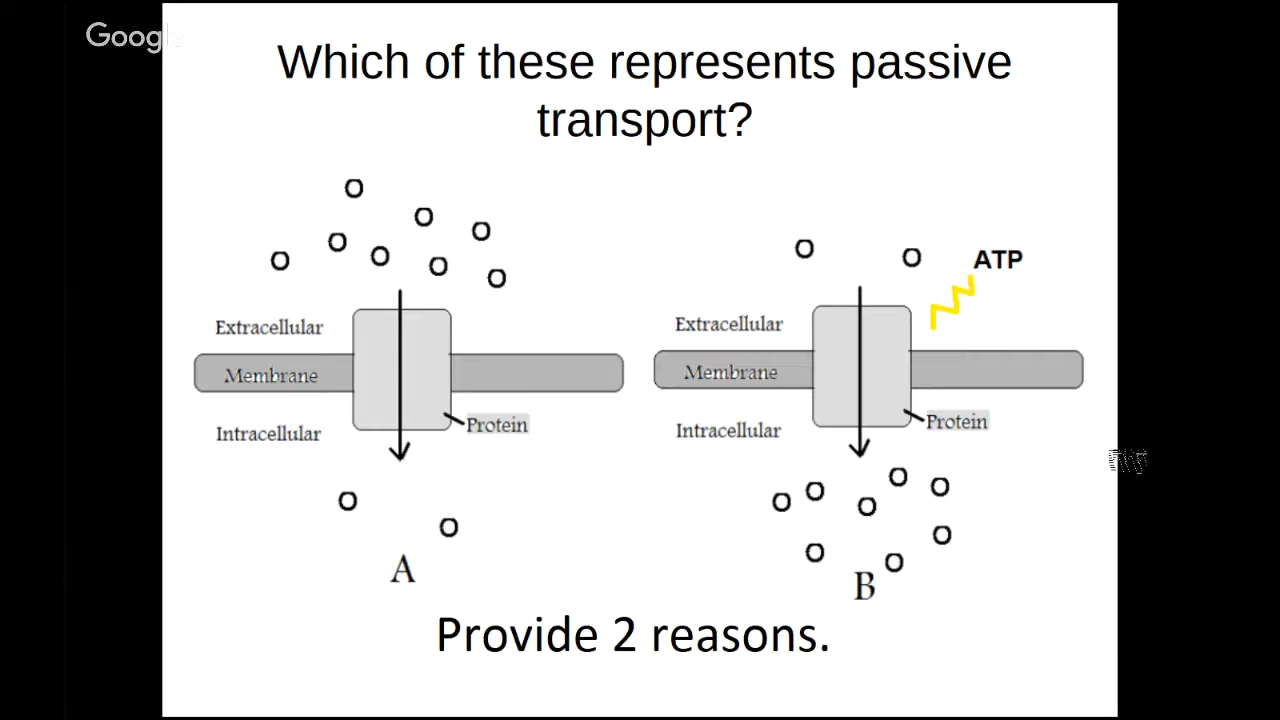 Google
Which of these represents passive
transport?
ATP
Extracellular
Extracellular
Membrane
Membrane
Protein
Protein
Intracellular
Intracellular
A
B
Provide 2 reasons.